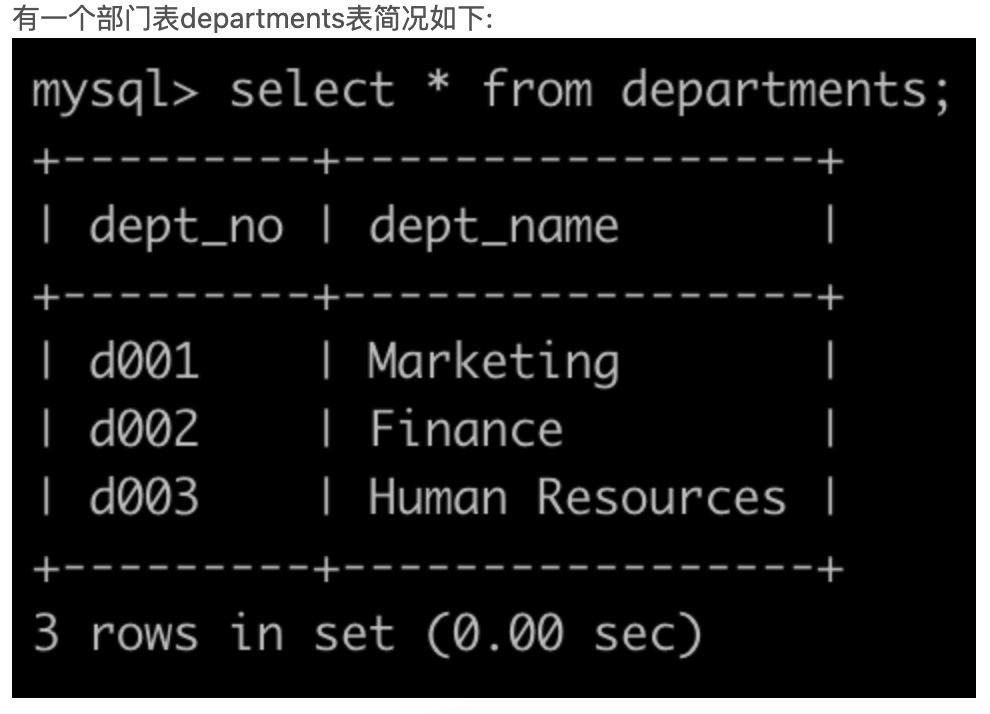 有一个部门表departments表简况如下:
mysql> select * from departments;
+---------+-----------------+
| dept_no | dept_name       |
+---------+-----------------+
| d001    | Marketing       |
| d002    | Finance         |
| d003    | Human Resources |
+---------+-----------------+
3 rows in set (0.00 sec)